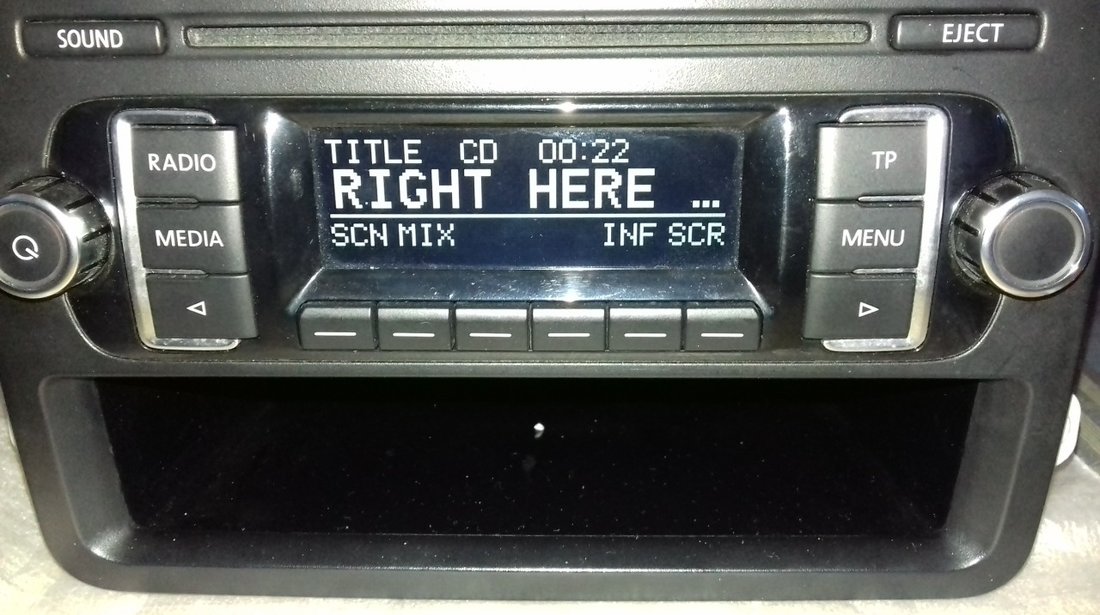 SOUND
EJECT
RADIO
MEDIA
TITLE CD 00:22
RIGHT HERE ...
SCN MIX INF SCR
TP
MENU